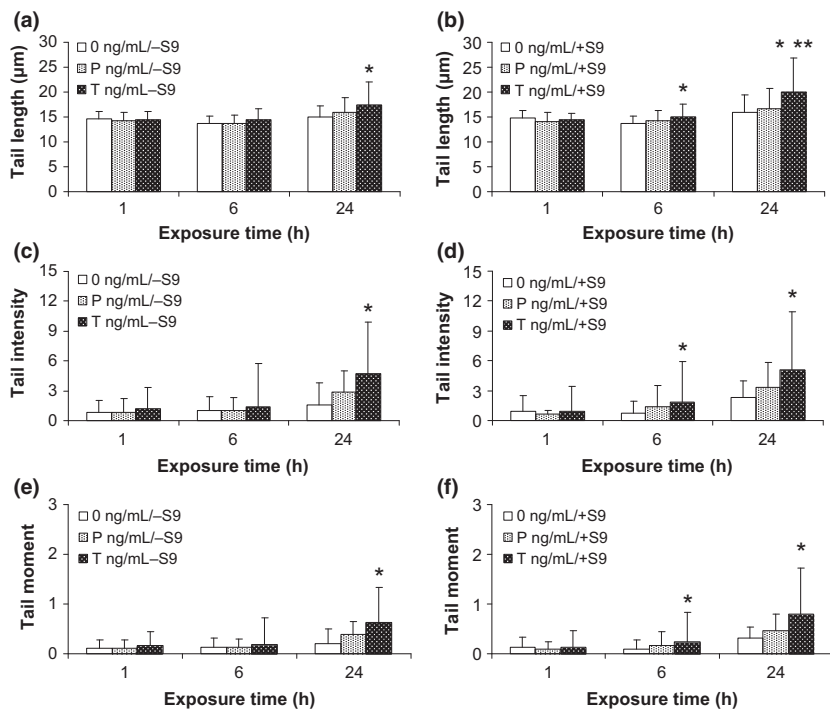 (a)
Tail length (µm)
35
30
25
20
15
10
5
0
0 ng/mL/–S9
P ng/mL/–S9
T ng/mL–S9
*
1 6 24
Exposure time (h)
(b)
Tail length (µm)
35
30
25
20
15
10
5
0
0 ng/mL/+S9
P ng/mL/+S9
T ng/mL/+S9
*
* **
1 6 24
Exposure time (h)
(c)
Tail intensity
15
12
9
6
3
0
0 ng/mL/–S9
P ng/mL/–S9
T ng/mL–S9
*
1 6 24
Exposure time (h)
(d)
Tail intensity
15
12
9
6
3
0
0 ng/mL/+S9
P ng/mL/+S9
T ng/mL/+S9
*
*
1 6 24
Exposure time (h)
(e)
Tail moment
3
2
1
0
0 ng/mL/–S9
P ng/mL/–S9
T ng/mL–S9
*
1 6 24
Exposure time (h)
(f)
Tail moment
3
2
1
0
0 ng/mL/+S9
P ng/mL/+S9
T ng/mL/+S9
*
*
1 6 24
Exposure time (h)